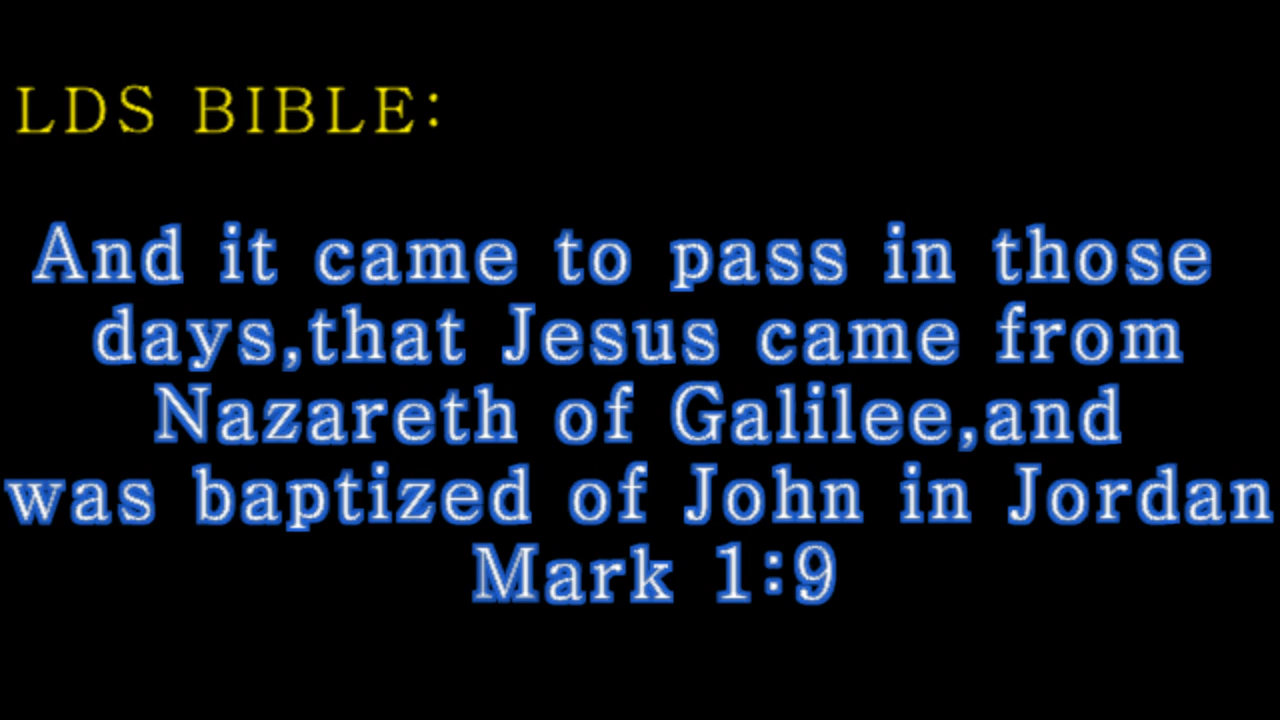 LDS BIBLE:
And it came to pass in those
days,that Jesus came from
Nazareth of Galilee,and
was baptized of John in Jordan
Mark 1:9